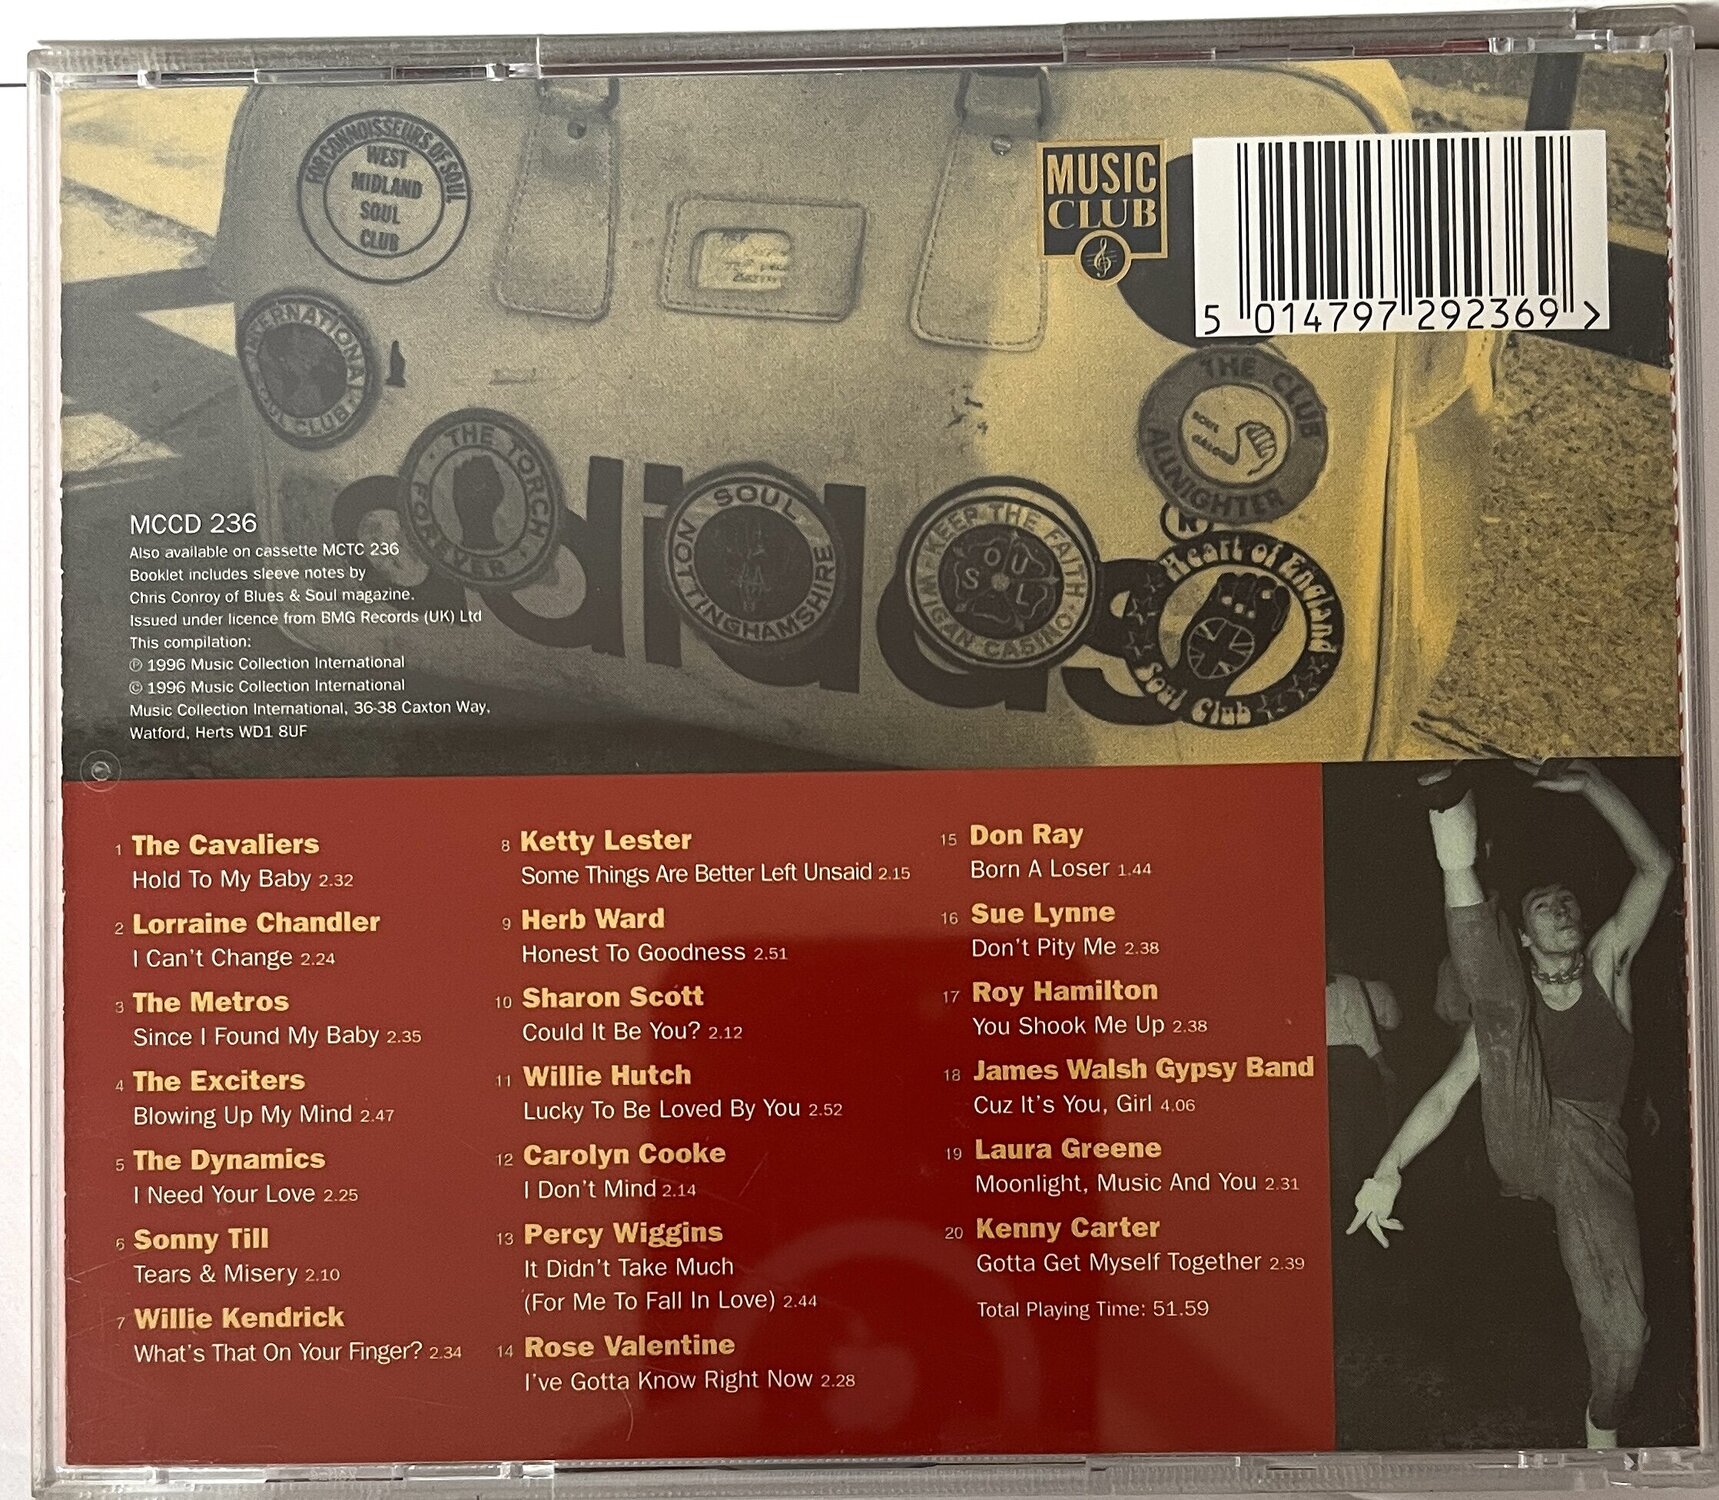 FOR CONNOISSEURS OF SOUL
WEST
MIDLAND
SOUL
CLUB
MUSIC
CLUB
5 014797 292369 >
INTERNATIONAL
SOUL CLUB
THE TORCH
FOREVER
adidas
SOUL
NOTTINGHAMSHIRE
KEEP THE FAITH
SOUL
WIGAN CASINO
THE CLUB
SOUL
ALLNIGHTER
R
Heart of England
Soul Club
MCCD 236
Also available on cassette MCTC 236
Booklet includes sleeve notes by
Chris Conroy of Blues & Soul magazine.
Issued under licence from BMG Records (UK) Ltd
This compilation:
℗ 1996 Music Collection International
© 1996 Music Collection International
Music Collection International, 36-38 Caxton Way,
Watford, Herts WD1 8UF
1 The Cavaliers
Hold To My Baby 2.32
2 Lorraine Chandler
I Can't Change 2.24
3 The Metros
Since I Found My Baby 2.35
4 The Exciters
Blowing Up My Mind 2.47
5 The Dynamics
I Need Your Love 2.25
6 Sonny Till
Tears & Misery 2.10
7 Willie Kendrick
What's That On Your Finger? 2.34
8 Ketty Lester
Some Things Are Better Left Unsaid 2.15
9 Herb Ward
Honest To Goodness 2.51
10 Sharon Scott
Could It Be You? 2.12
11 Willie Hutch
Lucky To Be Loved By You 2.52
12 Carolyn Cooke
I Don't Mind 2.14
13 Percy Wiggins
It Didn't Take Much
(For Me To Fall In Love) 2.44
14 Rose Valentine
I've Gotta Know Right Now 2.28
15 Don Ray
Born A Loser 1.44
16 Sue Lynne
Don't Pity Me 2.38
17 Roy Hamilton
You Shook Me Up 2.38
18 James Walsh Gypsy Band
Cuz It's You, Girl 4.06
19 Laura Greene
Moonlight, Music And You 2.31
20 Kenny Carter
Gotta Get Myself Together 2.39
Total Playing Time: 51.59